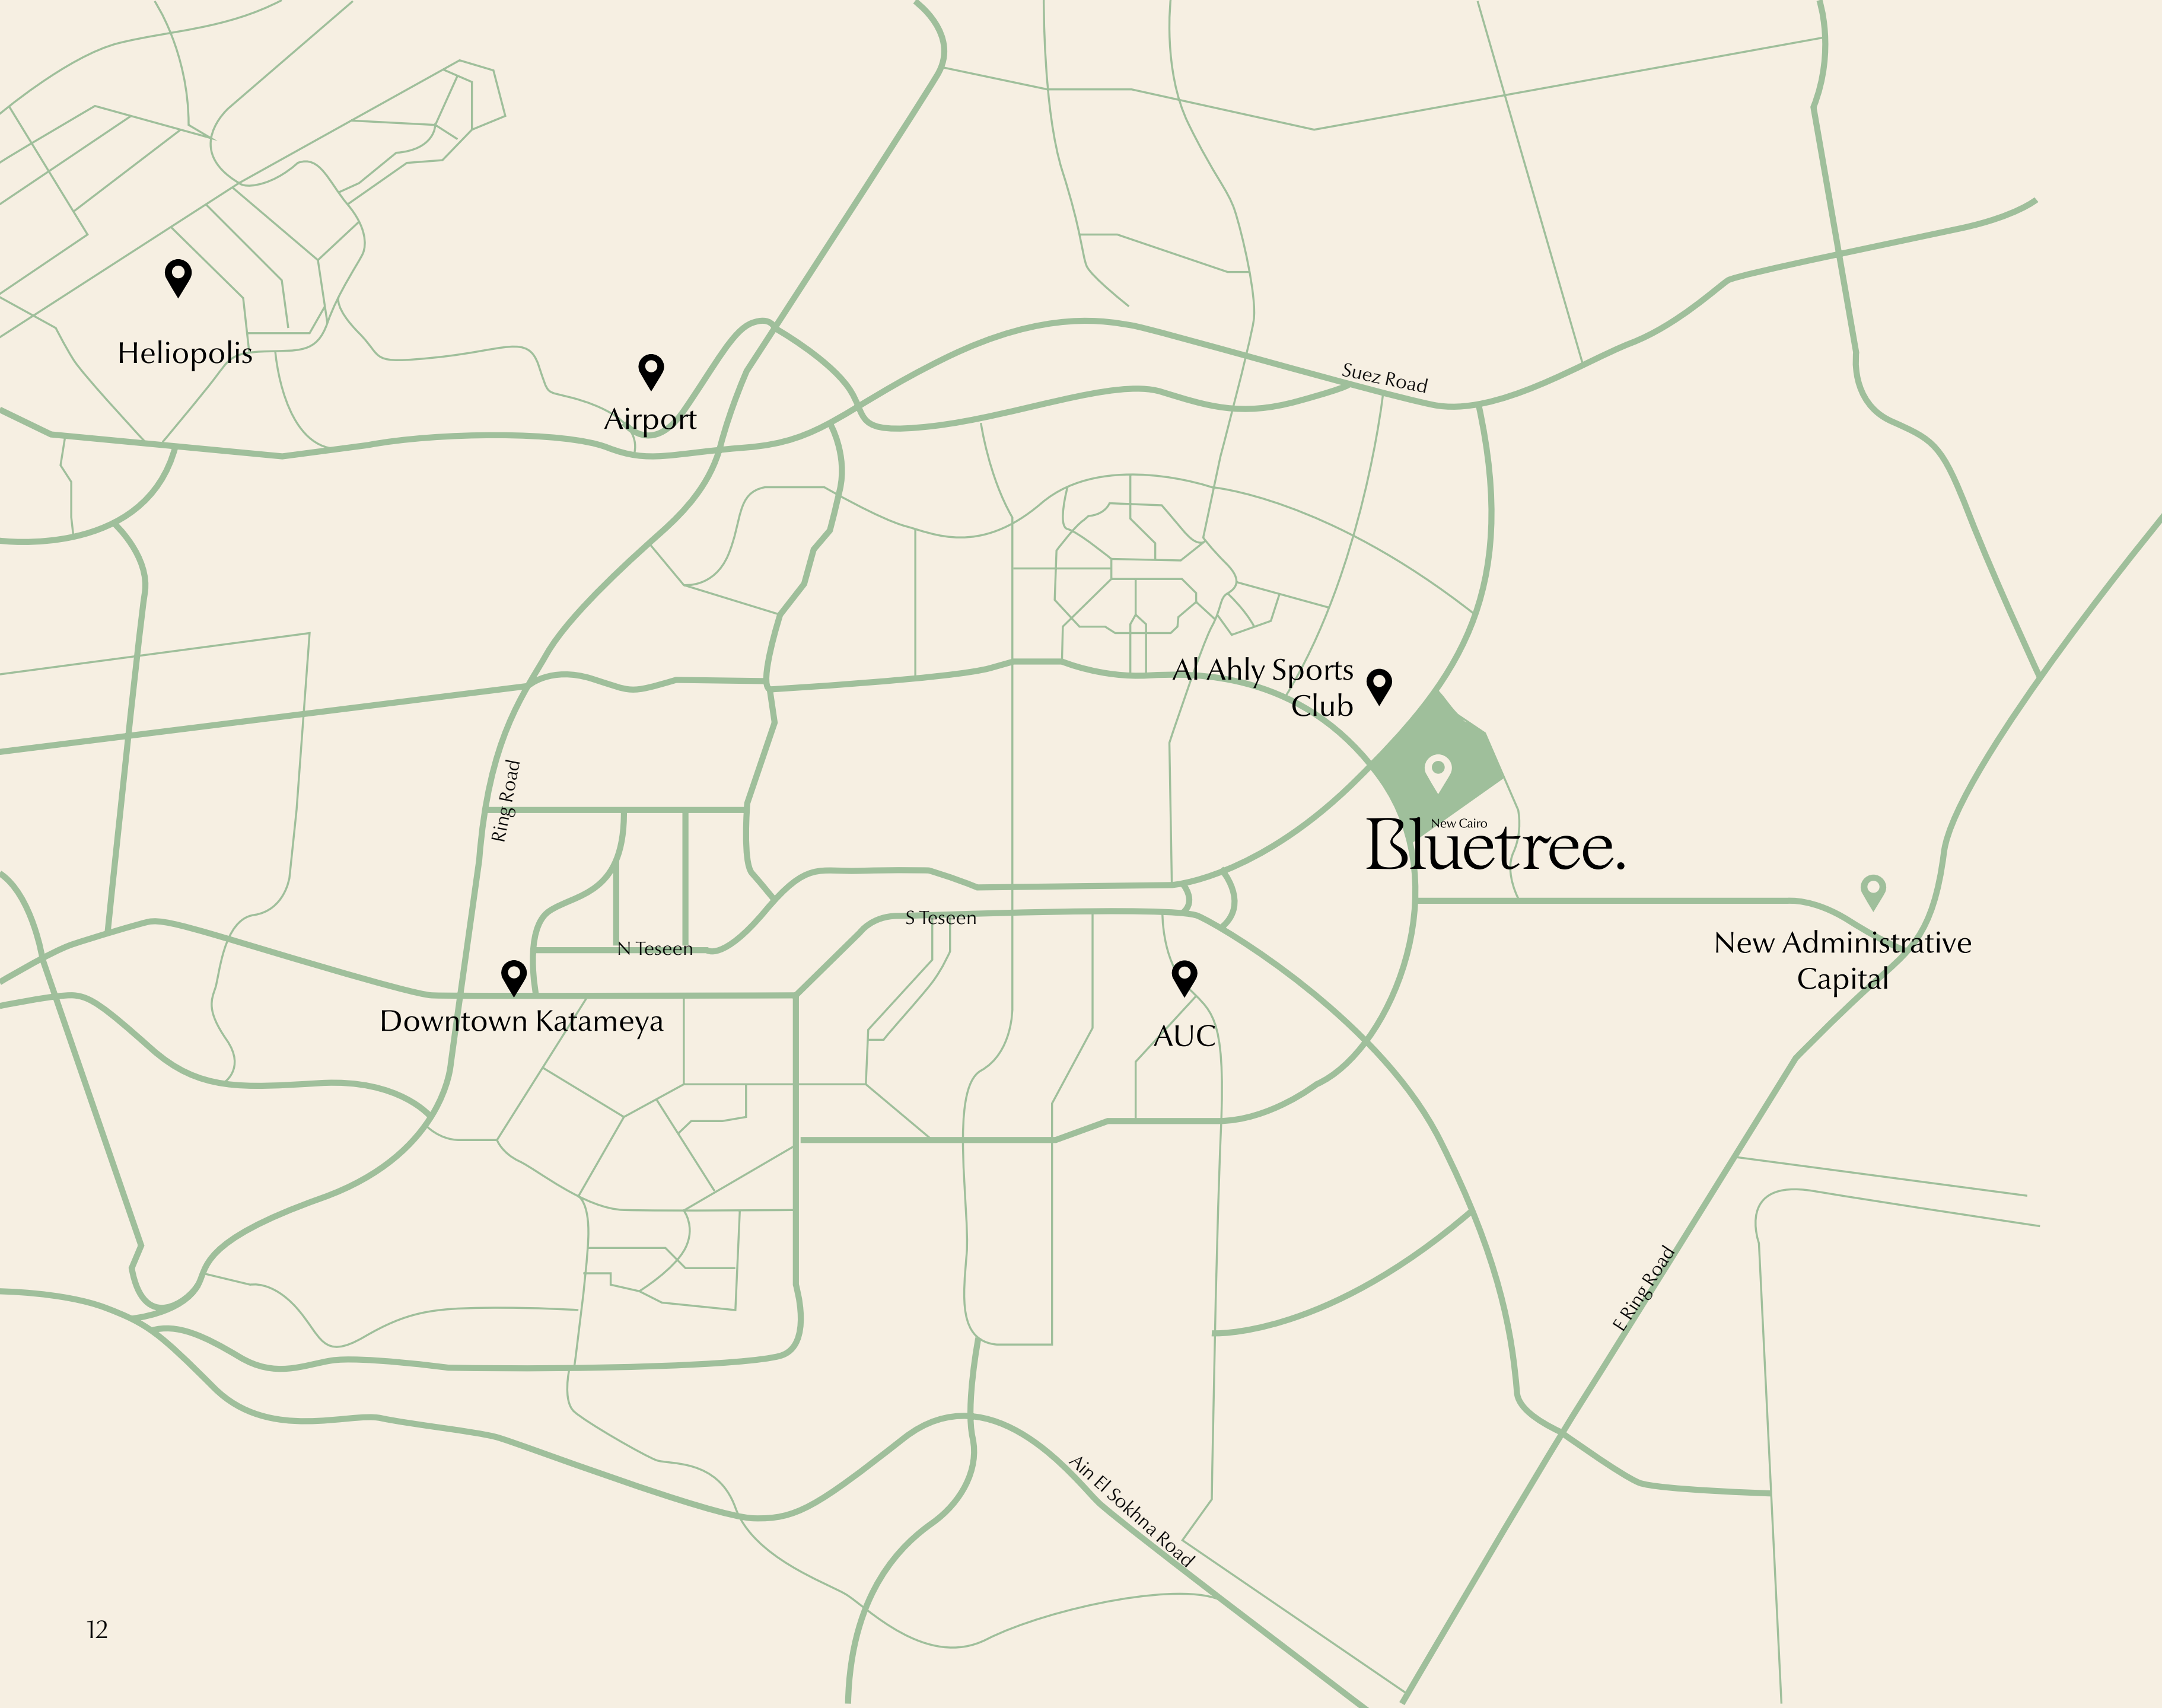 Heliopolis
Airport
Suez Road
Al Ahly Sports
Club
Ring Road
New Cairo
Bluetree.
S Teseen
N Teseen
New Administrative
Capital
Downtown Katameya
AUC
E Ring Road
Ain El Sokhna Road
12